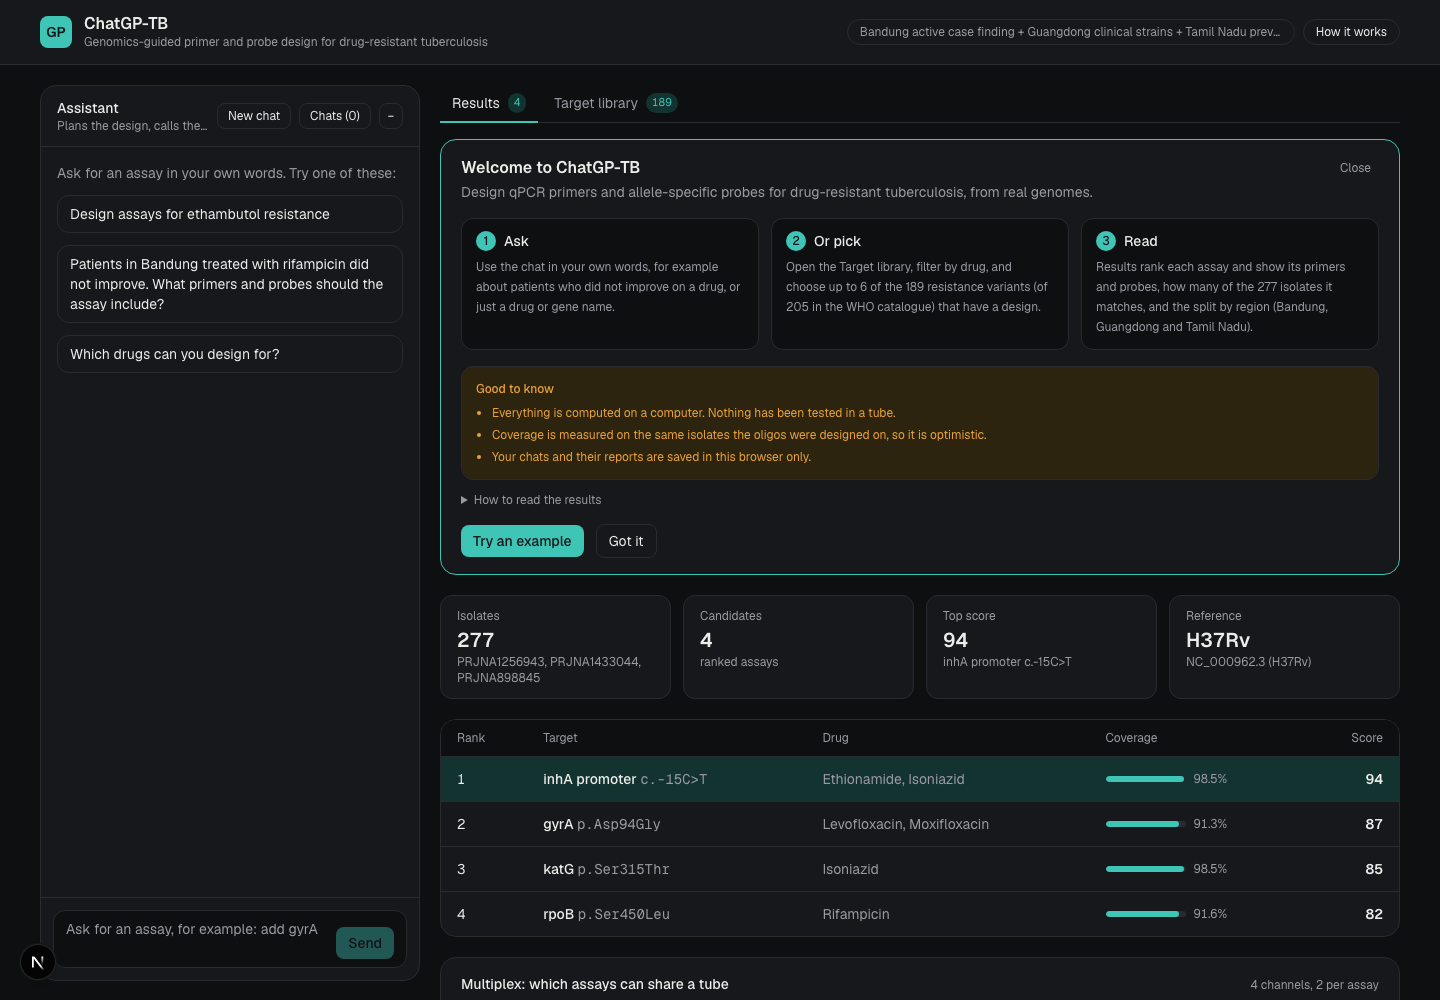 GP
ChatGP-TB
Genomics-guided primer and probe design for drug-resistant tuberculosis
Bandung active case finding + Guangdong clinical strains + Tamil Nadu prev...
How it works
Assistant
Plans the design, calls the...
New chat
Chats (0)
−
Ask for an assay in your own words. Try one of these:
Design assays for ethambutol resistance
Patients in Bandung treated with rifampicin did
not improve. What primers and probes should the
assay include?
Which drugs can you design for?
Ask for an assay, for example: add gyrA
Send
N
Results 4
Target library 189
Welcome to ChatGP-TB
Close
Design qPCR primers and allele-specific probes for drug-resistant tuberculosis, from real genomes.
1 Ask
Use the chat in your own words, for example
about patients who did not improve on a drug, or
just a drug or gene name.
2 Or pick
Open the Target library, filter by drug, and
choose up to 6 of the 189 resistance variants (of
205 in the WHO catalogue) that have a design.
3 Read
Results rank each assay and show its primers
and probes, how many of the 277 isolates it
matches, and the split by region (Bandung,
Guangdong and Tamil Nadu).
Good to know
• Everything is computed on a computer. Nothing has been tested in a tube.
• Coverage is measured on the same isolates the oligos were designed on, so it is optimistic.
• Your chats and their reports are saved in this browser only.
▶ How to read the results
Try an example
Got it
Isolates
277
PRJNA1256943, PRJNA1433044,
PRJNA898845
Candidates
4
ranked assays
Top score
94
inhA promoter c.-15C>T
Reference
H37Rv
NC_000962.3 (H37Rv)
Rank Target Drug Coverage Score
1 inhA promoter c.-15C>T Ethionamide, Isoniazid 98.5% 94
2 gyrA p.Asp94Gly Levofloxacin, Moxifloxacin 91.3% 87
3 katG p.Ser315Thr Isoniazid 98.5% 85
4 rpoB p.Ser450Leu Rifampicin 91.6% 82
Multiplex: which assays can share a tube
4 channels, 2 per assay